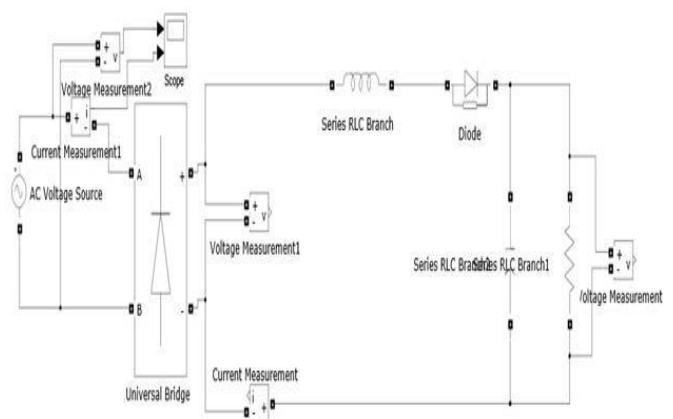 +
-
v
Voltage Measurement2
Scope
+
i
-
Current Measurement1
AC Voltage Source
A
+
B
-
Universal Bridge
Series RLC Branch
Diode
+
-
v
Voltage Measurement1
Series RLC Branch2
Series RLC Branch1
+
-
v
Voltage Measurement
Current Measurement
i
-
+